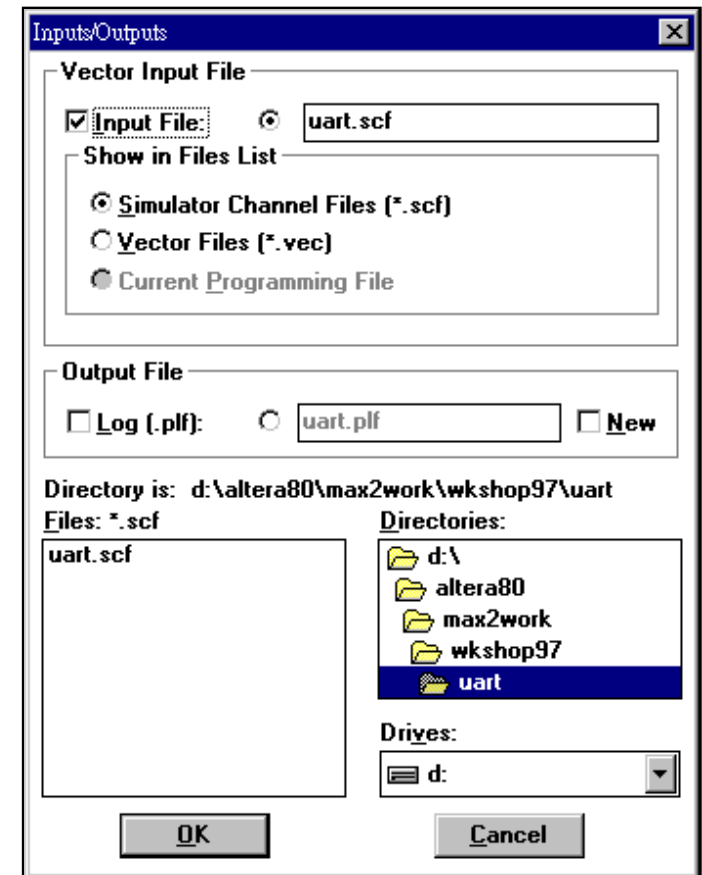 Inputs/Outputs
Vector Input File
Input File: uart.scf
Show in Files List
Simulator Channel Files (*.scf)
Vector Files (*.vec)
Current Programming File
Output File
Log (.plf): uart.plf New
Directory is: d:\altera80\max2work\wkshop97\uart
Files: *.scf
uart.scf
Directories:
d:\
altera80
max2work
wkshop97
uart
Drives:
d:
OK Cancel